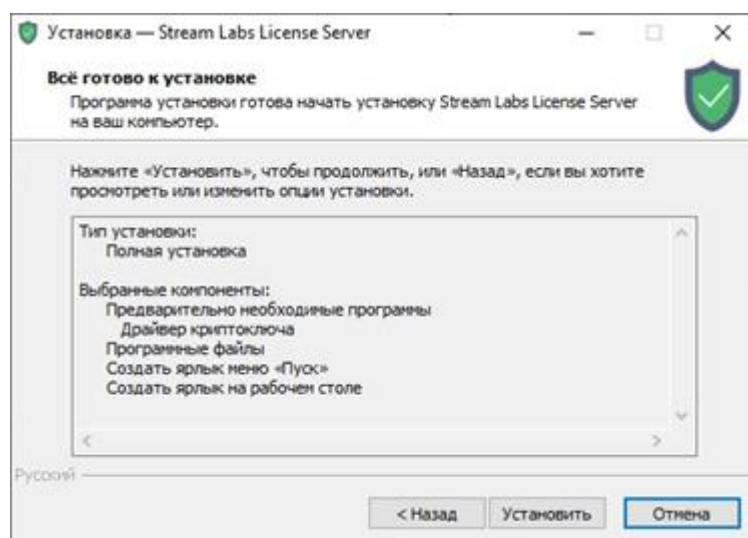 Установка — Stream Labs License Server
Всё готово к установке
Программа установки готова начать установку Stream Labs License Server
на ваш компьютер.
Нажмите «Установить», чтобы продолжить, или «Назад», если вы хотите
просмотреть или изменить опции установки.
Тип установки:
Полная установка
Выбранные компоненты:
Предварительно необходимые программы
Драйвер криптоключа
Программные файлы
Создать ярлык меню «Пуск»
Создать ярлык на рабочем столе
Русский
< Назад
Установить
Отмена